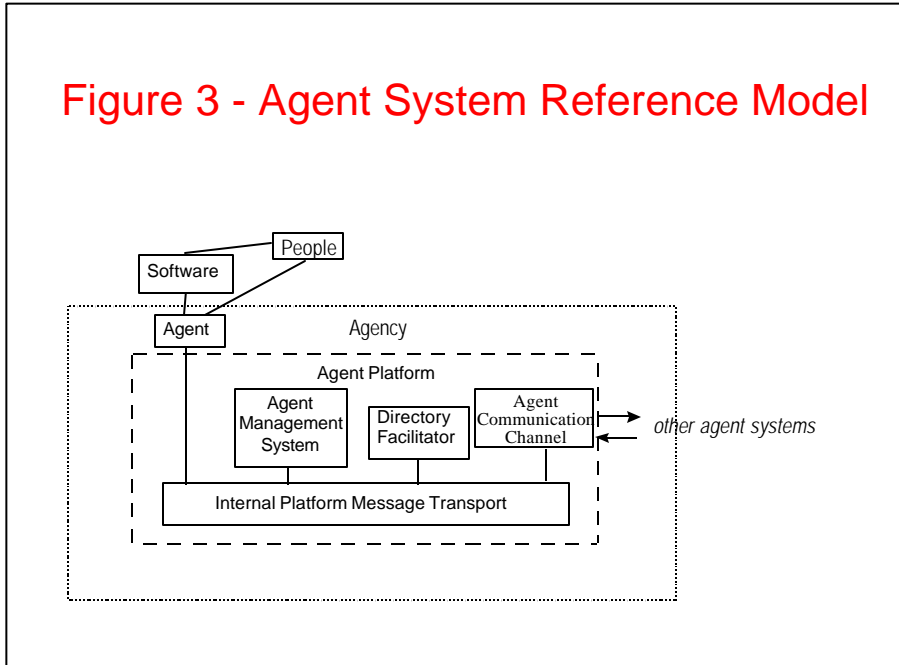 Figure 3 - Agent System Reference Model
People
Software
Agent
Agency
Agent Platform
Agent
Management
System
Directory
Facilitator
Agent
Communication
Channel
other agent systems
Internal Platform Message Transport